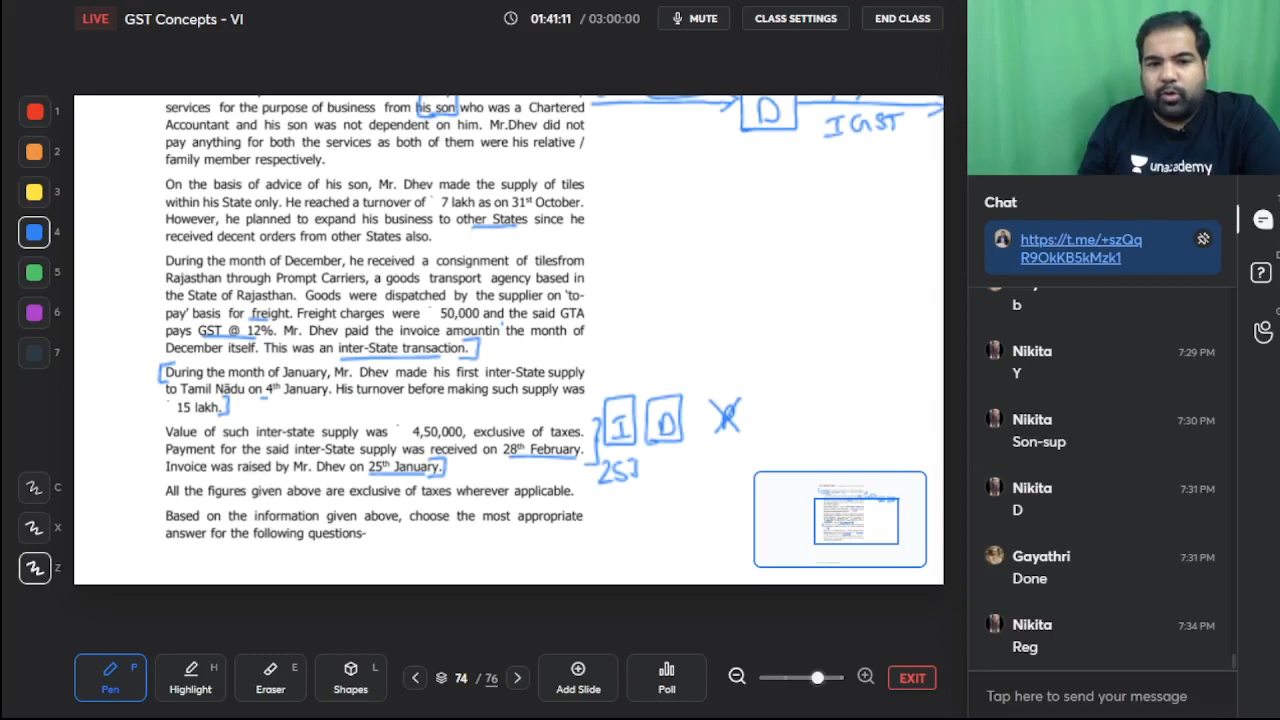 LIVE GST Concepts - VI 01:41:11 / 03:00:00 MUTE CLASS SETTINGS END CLASS
services for the purpose of business from his son who was a Chartered
Accountant and his son was not dependent on him. Mr.Dhev did not
pay anything for both the services as both of them were his relative /
family member respectively.
D
IGST
On the basis of advice of his son, Mr. Dhev made the supply of tiles
within his State only. He reached a turnover of ` 7 lakh as on 31st October.
However, he planned to expand his business to other States since he
received decent orders from other States also.
During the month of December, he received a consignment of tilesfrom
Rajasthan through Prompt Carriers, a goods transport agency based in
the State of Rajasthan. Goods were dispatched by the supplier on 'to-
pay' basis for freight. Freight charges were ` 50,000 and the said GTA
pays GST @ 12%. Mr. Dhev paid the invoice amountin the month of
December itself. This was an inter-State transaction.
During the month of January, Mr. Dhev made his first inter-State supply
to Tamil Nādu on 4th January. His turnover before making such supply was
` 15 lakh.
Value of such inter-state supply was ` 4,50,000, exclusive of taxes.
Payment for the said inter-State supply was received on 28th February.
Invoice was raised by Mr. Dhev on 25th January.
I D
All the figures given above are exclusive of taxes wherever applicable.
Based on the information given above, choose the most appropriate
answer for the following questions-
1
2
3
4
5
6
7
C
X
Z
Pen P
Highlight H
Eraser E
Shapes L
74 / 76
Add Slide
Poll
EXIT
unacademy
Chat
https://t.me/+szQq
R9OkKB5kMzk1
b
Nikita 7:29 PM
Y
Nikita 7:30 PM
Son-sup
Nikita 7:31 PM
D
Gayathri 7:31 PM
Done
Nikita 7:34 PM
Reg
Tap here to send your message